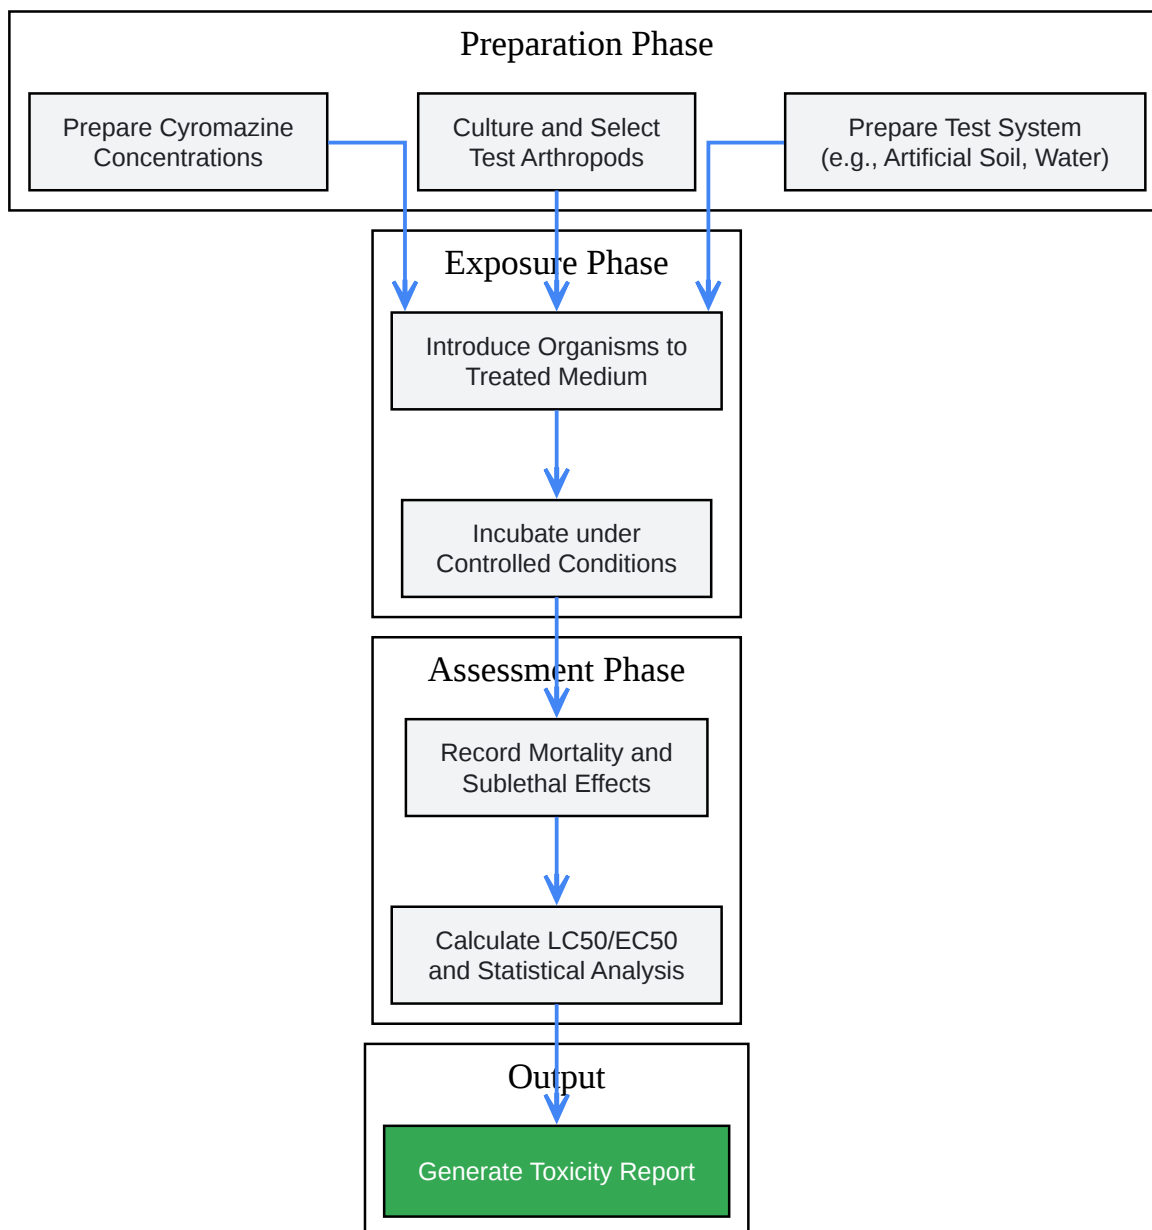 Preparation Phase
Prepare Cyromazine
Concentrations
Culture and Select
Test Arthropods
Prepare Test System
(e.g., Artificial Soil, Water)
Exposure Phase
Introduce Organisms to
Treated Medium
Incubate under
Controlled Conditions
Assessment Phase
Record Mortality and
Sublethal Effects
Calculate LC50/EC50
and Statistical Analysis
Output
Generate Toxicity Report